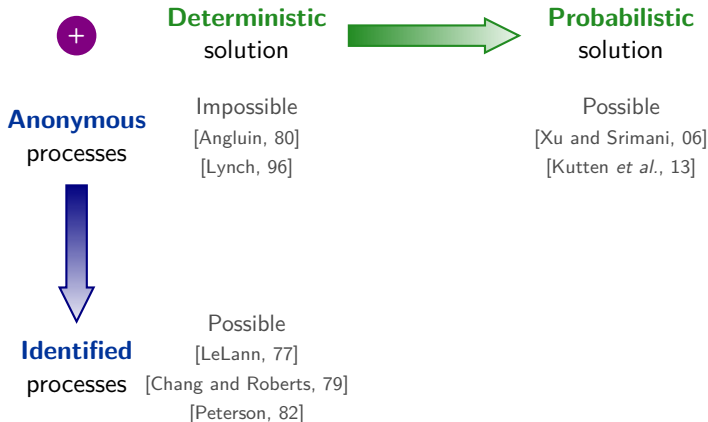 +
Deterministic
solution
Probabilistic
solution
Anonymous
processes
Impossible
[Angluin, 80]
[Lynch, 96]
Possible
[Xu and Srimani, 06]
[Kutten et al., 13]
Identified
processes
Possible
[LeLann, 77]
[Chang and Roberts, 79]
[Peterson, 82]